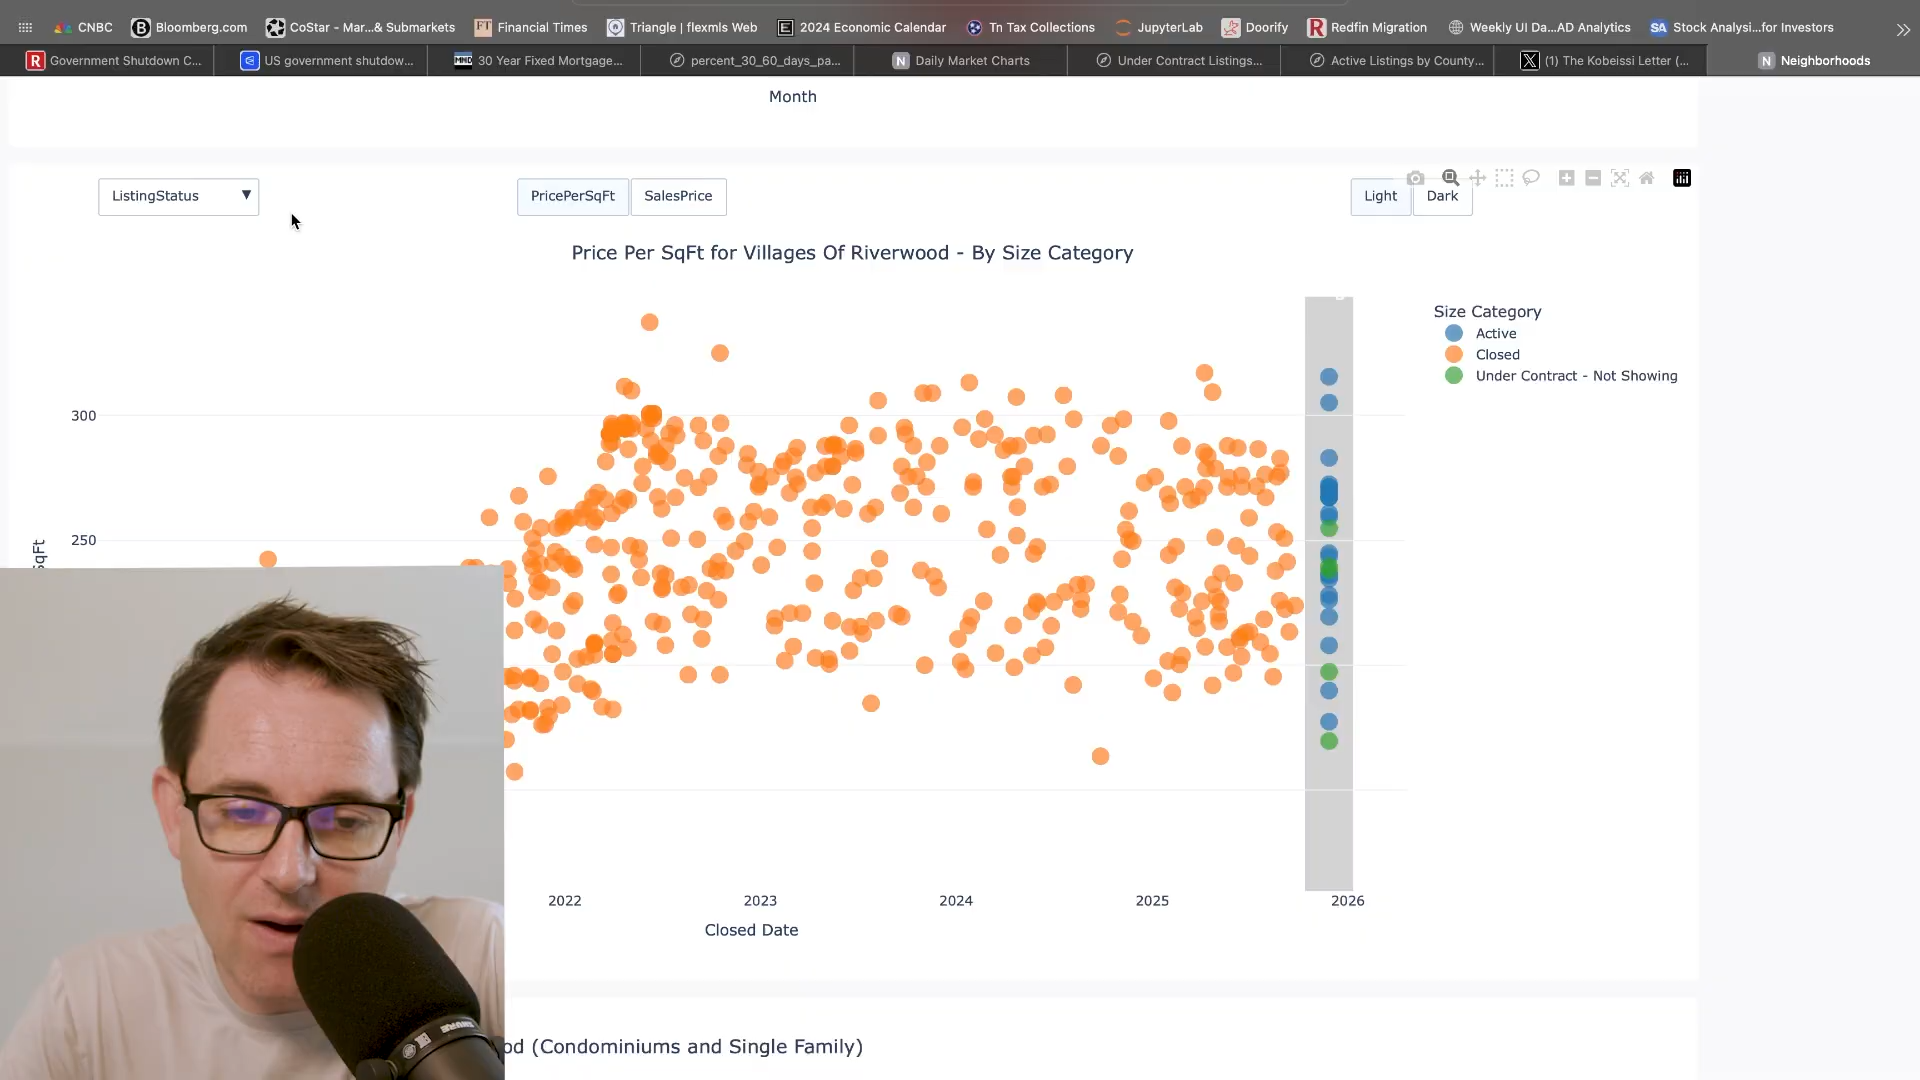 CNBC
Bloomberg.com
CoStar - Mar...& Submarkets
FT Financial Times
Triangle | flexmls Web
E 2024 Economic Calendar
Tn Tax Collections
JupyterLab
Doorify
R Redfin Migration
Weekly UI Da...AD Analytics
SA Stock Analysi...for Investors
R Government Shutdown C...
US government shutdow...
MND 30 Year Fixed Mortgage...
percent_30_60_days_pa...
N Daily Market Charts
Under Contract Listings...
Active Listings by County...
X (1) The Kobeissi Letter (...
N Neighborhoods
Month
ListingStatus ▼
PricePerSqFt
SalesPrice
Light
Dark
Price Per SqFt for Villages Of Riverwood - By Size Category
Size Category
Active
Closed
Under Contract - Not Showing
300
250
SqFt
2022
2023
2024
2025
2026
Closed Date
od (Condominiums and Single Family)
SHURE